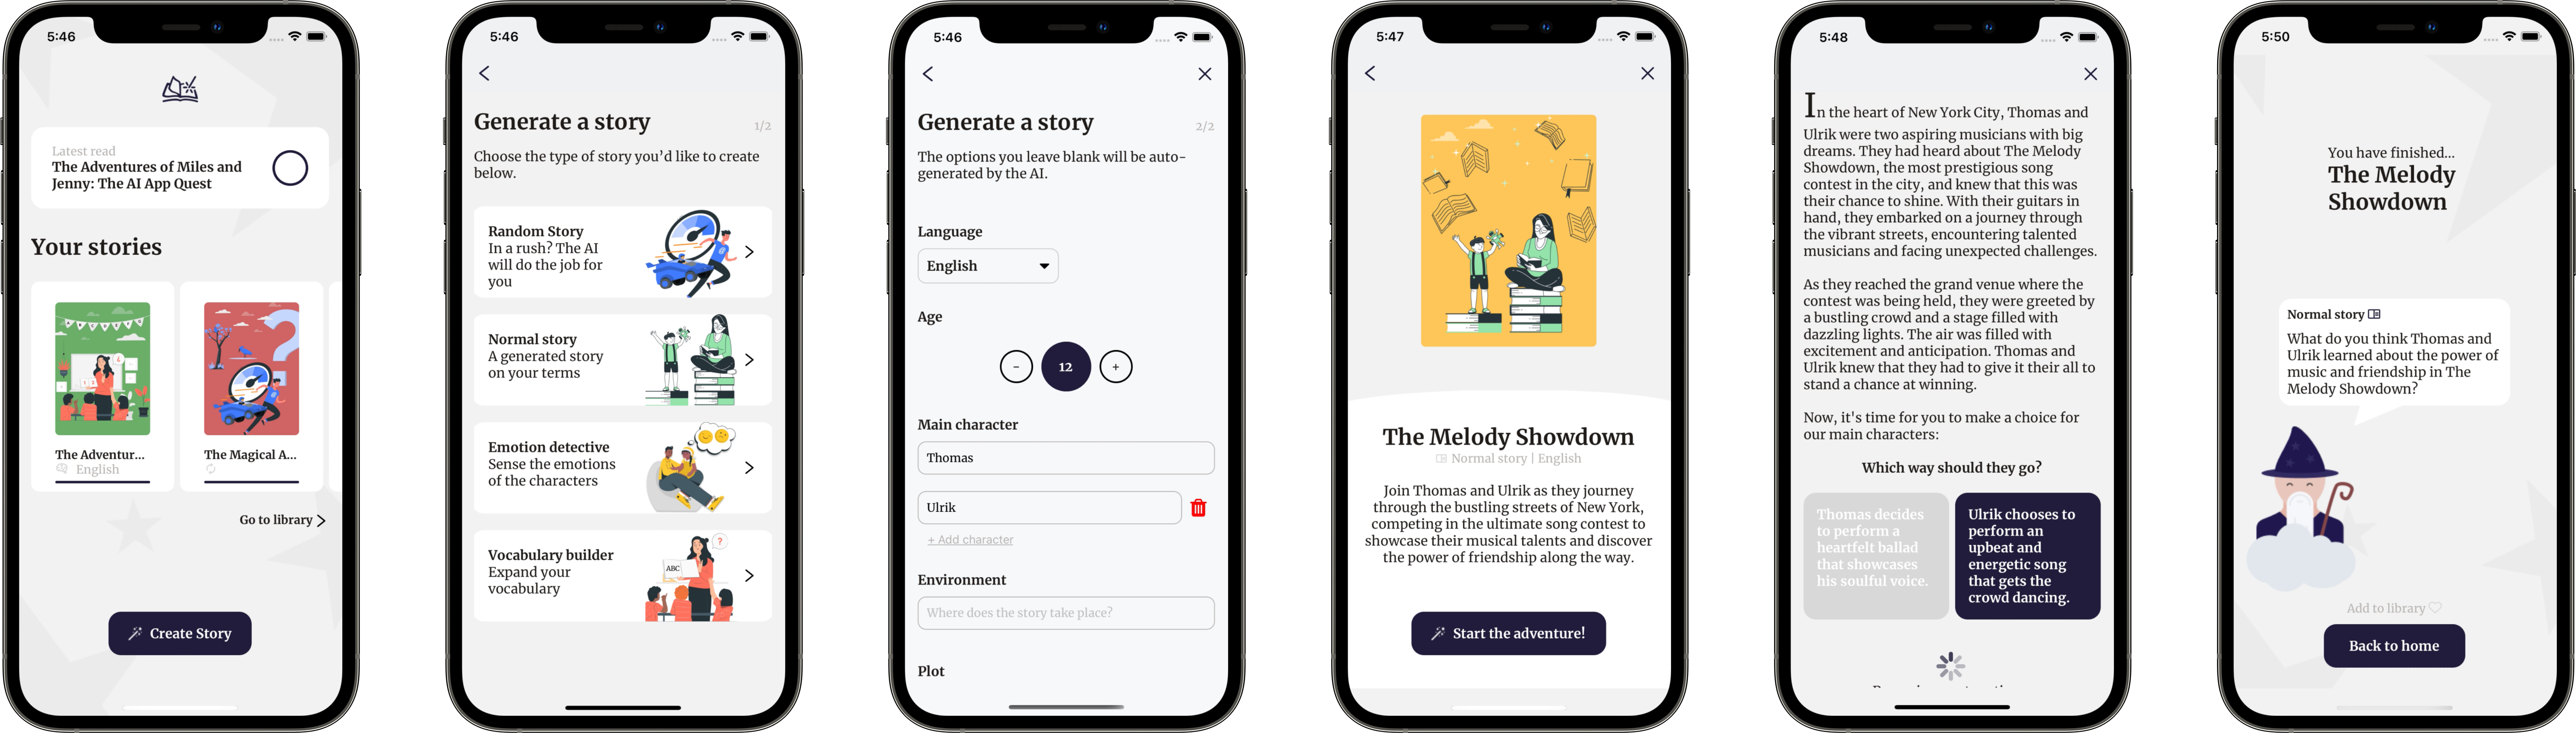 5:46
Latest read
The Adventures of Miles and
Jenny: The AI App Quest
Your stories
The Adventur...
English
The Magical A...
Go to library
Create Story
5:46
Generate a story
1/2
Choose the type of story you’d like to create
below.
Random Story
In a rush? The AI
will do the job for
you
Normal story
A generated story
on your terms
Emotion detective
Sense the emotions
of the characters
Vocabulary builder
Expand your
vocabulary
ABC
?
5:46
Generate a story
2/2
The options you leave blank will be auto-
generated by the AI.
Language
English
Age
-
12
+
Main character
Thomas
Ulrik
+ Add character
Environment
Where does the story take place?
Plot
5:47
The Melody Showdown
Normal story | English
Join Thomas and Ulrik as they journey
through the bustling streets of New York,
competing in the ultimate song contest to
showcase their musical talents and discover
the power of friendship along the way.
Start the adventure!
5:48
In the heart of New York City, Thomas and
Ulrik were two aspiring musicians with big
dreams. They had heard about The Melody
Showdown, the most prestigious song
contest in the city, and knew that this was
their chance to shine. With their guitars in
hand, they embarked on a journey through
the vibrant streets, encountering talented
musicians and facing unexpected challenges.
As they reached the grand venue where the
contest was being held, they were greeted by
a bustling crowd and a stage filled with
dazzling lights. The air was filled with
excitement and anticipation. Thomas and
Ulrik knew that they had to give it their all to
stand a chance at winning.
Now, it's time for you to make a choice for
our main characters:
Which way should they go?
Thomas decides
to perform a
heartfelt ballad
that showcases
his soulful voice.
Ulrik chooses to
perform an
upbeat and
energetic song
that gets the
crowd dancing.
5:50
You have finished...
The Melody
Showdown
Normal story
What do you think Thomas and
Ulrik learned about the power of
music and friendship in The
Melody Showdown?
Add to library
Back to home